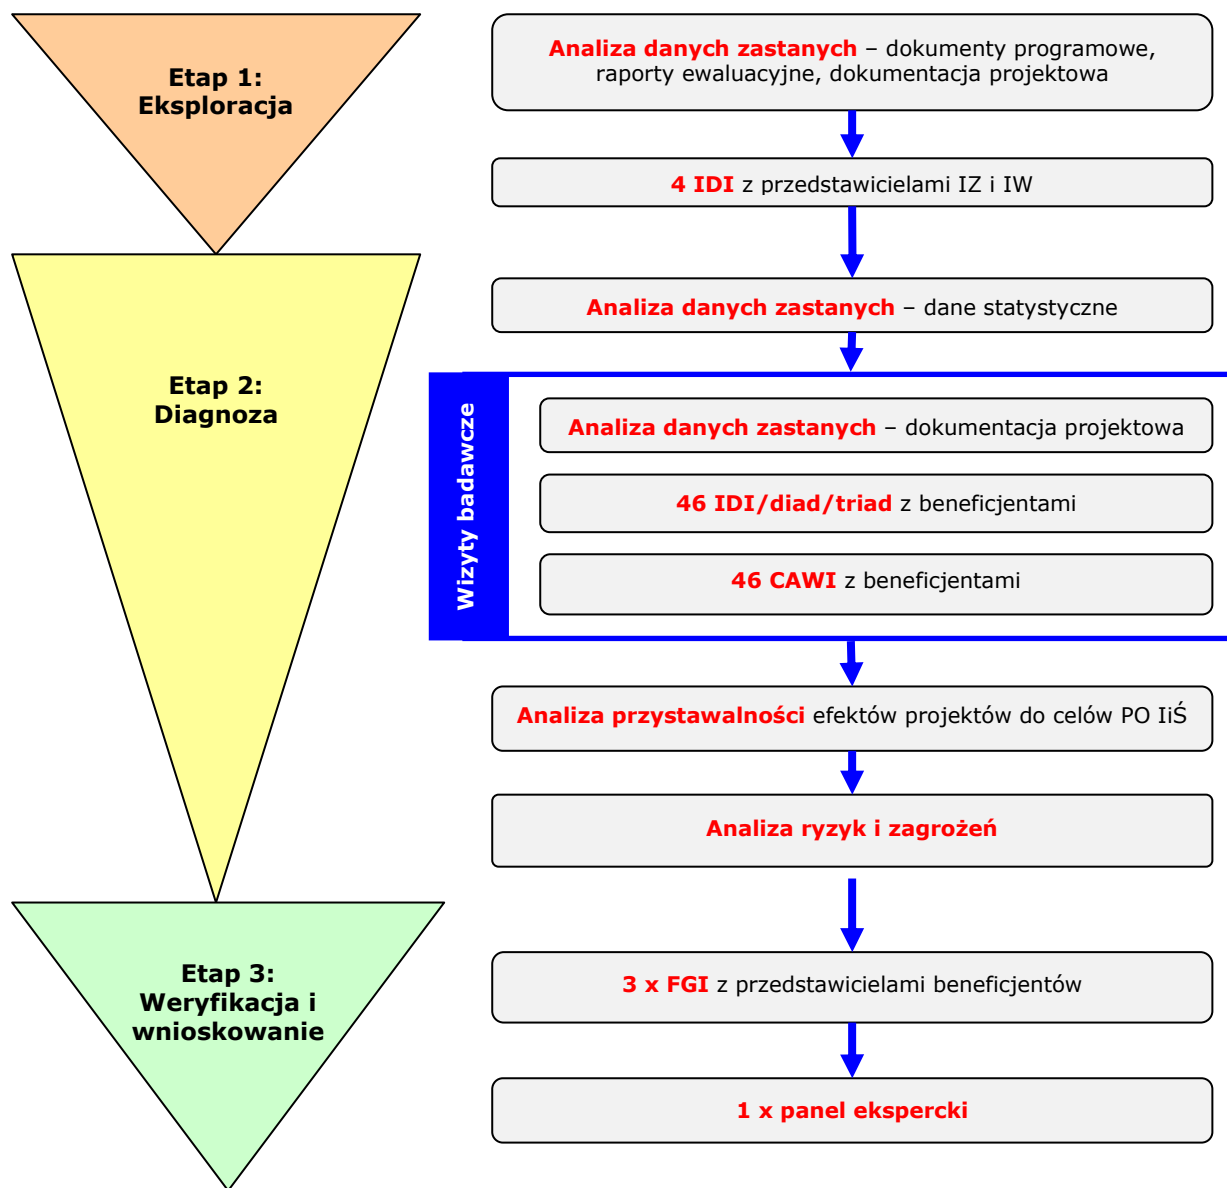 Etap 1:
Eksploracja
Analiza danych zastanych – dokumenty programowe,
raporty ewaluacyjne, dokumentacja projektowa
4 IDI z przedstawicielami IZ i IW
Etap 2:
Diagnoza
Analiza danych zastanych – dane statystyczne
Wizyty badawcze
Analiza danych zastanych – dokumentacja projektowa
46 IDI/diad/triad z beneficjentami
46 CAWI z beneficjentami
Analiza przystawalności efektów projektów do celów PO IiŚ
Analiza ryzyk i zagrożeń
Etap 3:
Weryfikacja i
wnioskowanie
3 x FGI z przedstawicielami beneficjentów
1 x panel ekspercki